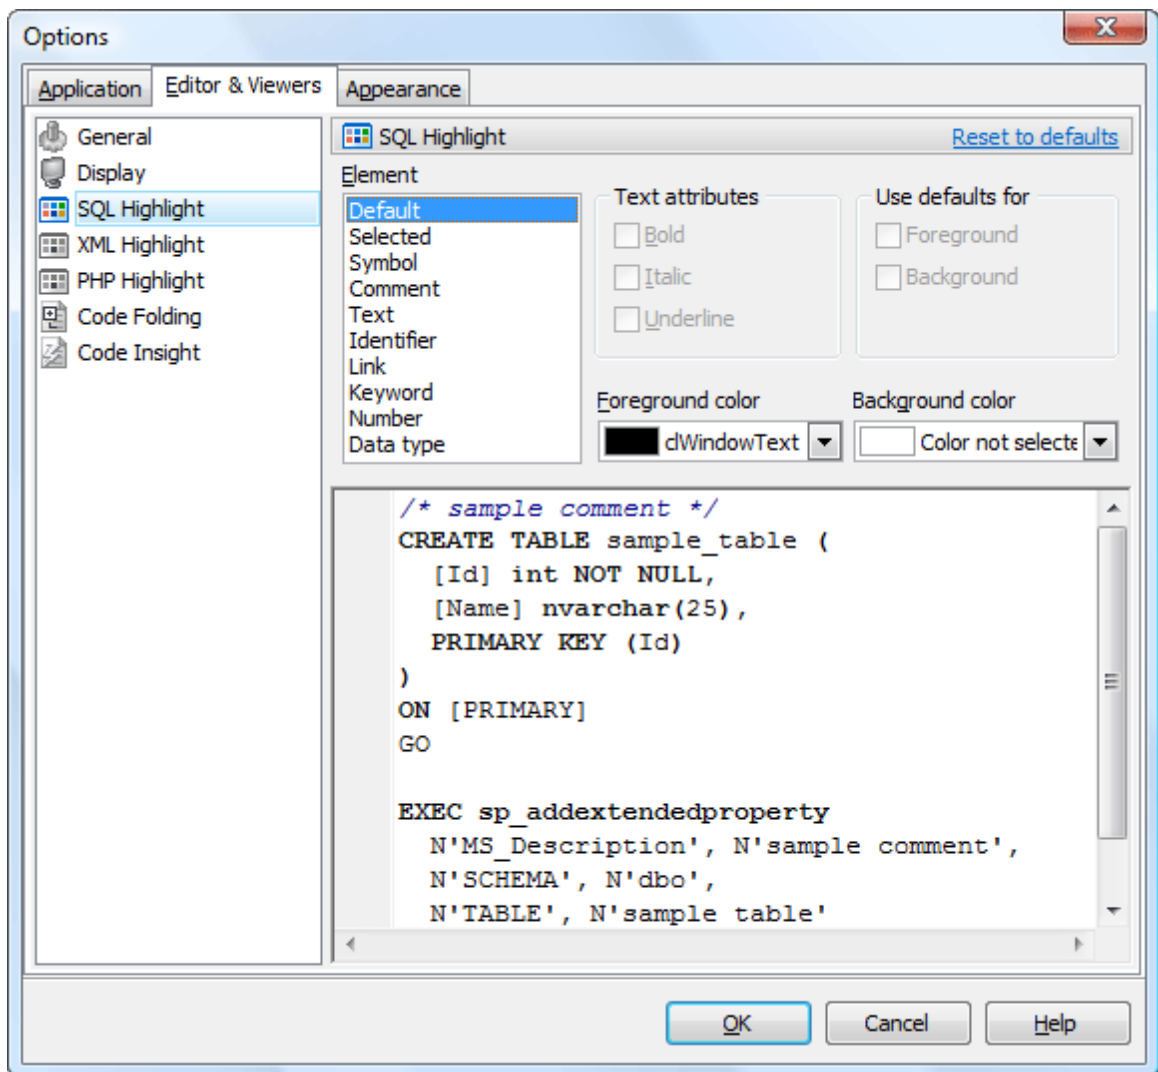 Options
Application
Editor & Viewers
Appearance
General
Display
SQL Highlight
XML Highlight
PHP Highlight
Code Folding
Code Insight
SQL Highlight
Reset to defaults
Element
Default
Selected
Symbol
Comment
Text
Identifier
Link
Keyword
Number
Data type
Text attributes
Bold
Italic
Underline
Use defaults for
Foreground
Background
Foreground color
clWindowText
Background color
Color not selecte
/* sample comment */
CREATE TABLE sample_table (
[Id] int NOT NULL,
[Name] nvarchar(25),
PRIMARY KEY (Id)
)
ON [PRIMARY]
GO
EXEC sp_addextendedproperty
N'MS_Description', N'sample comment',
N'SCHEMA', N'dbo',
N'TABLE', N'sample table'
OK
Cancel
Help